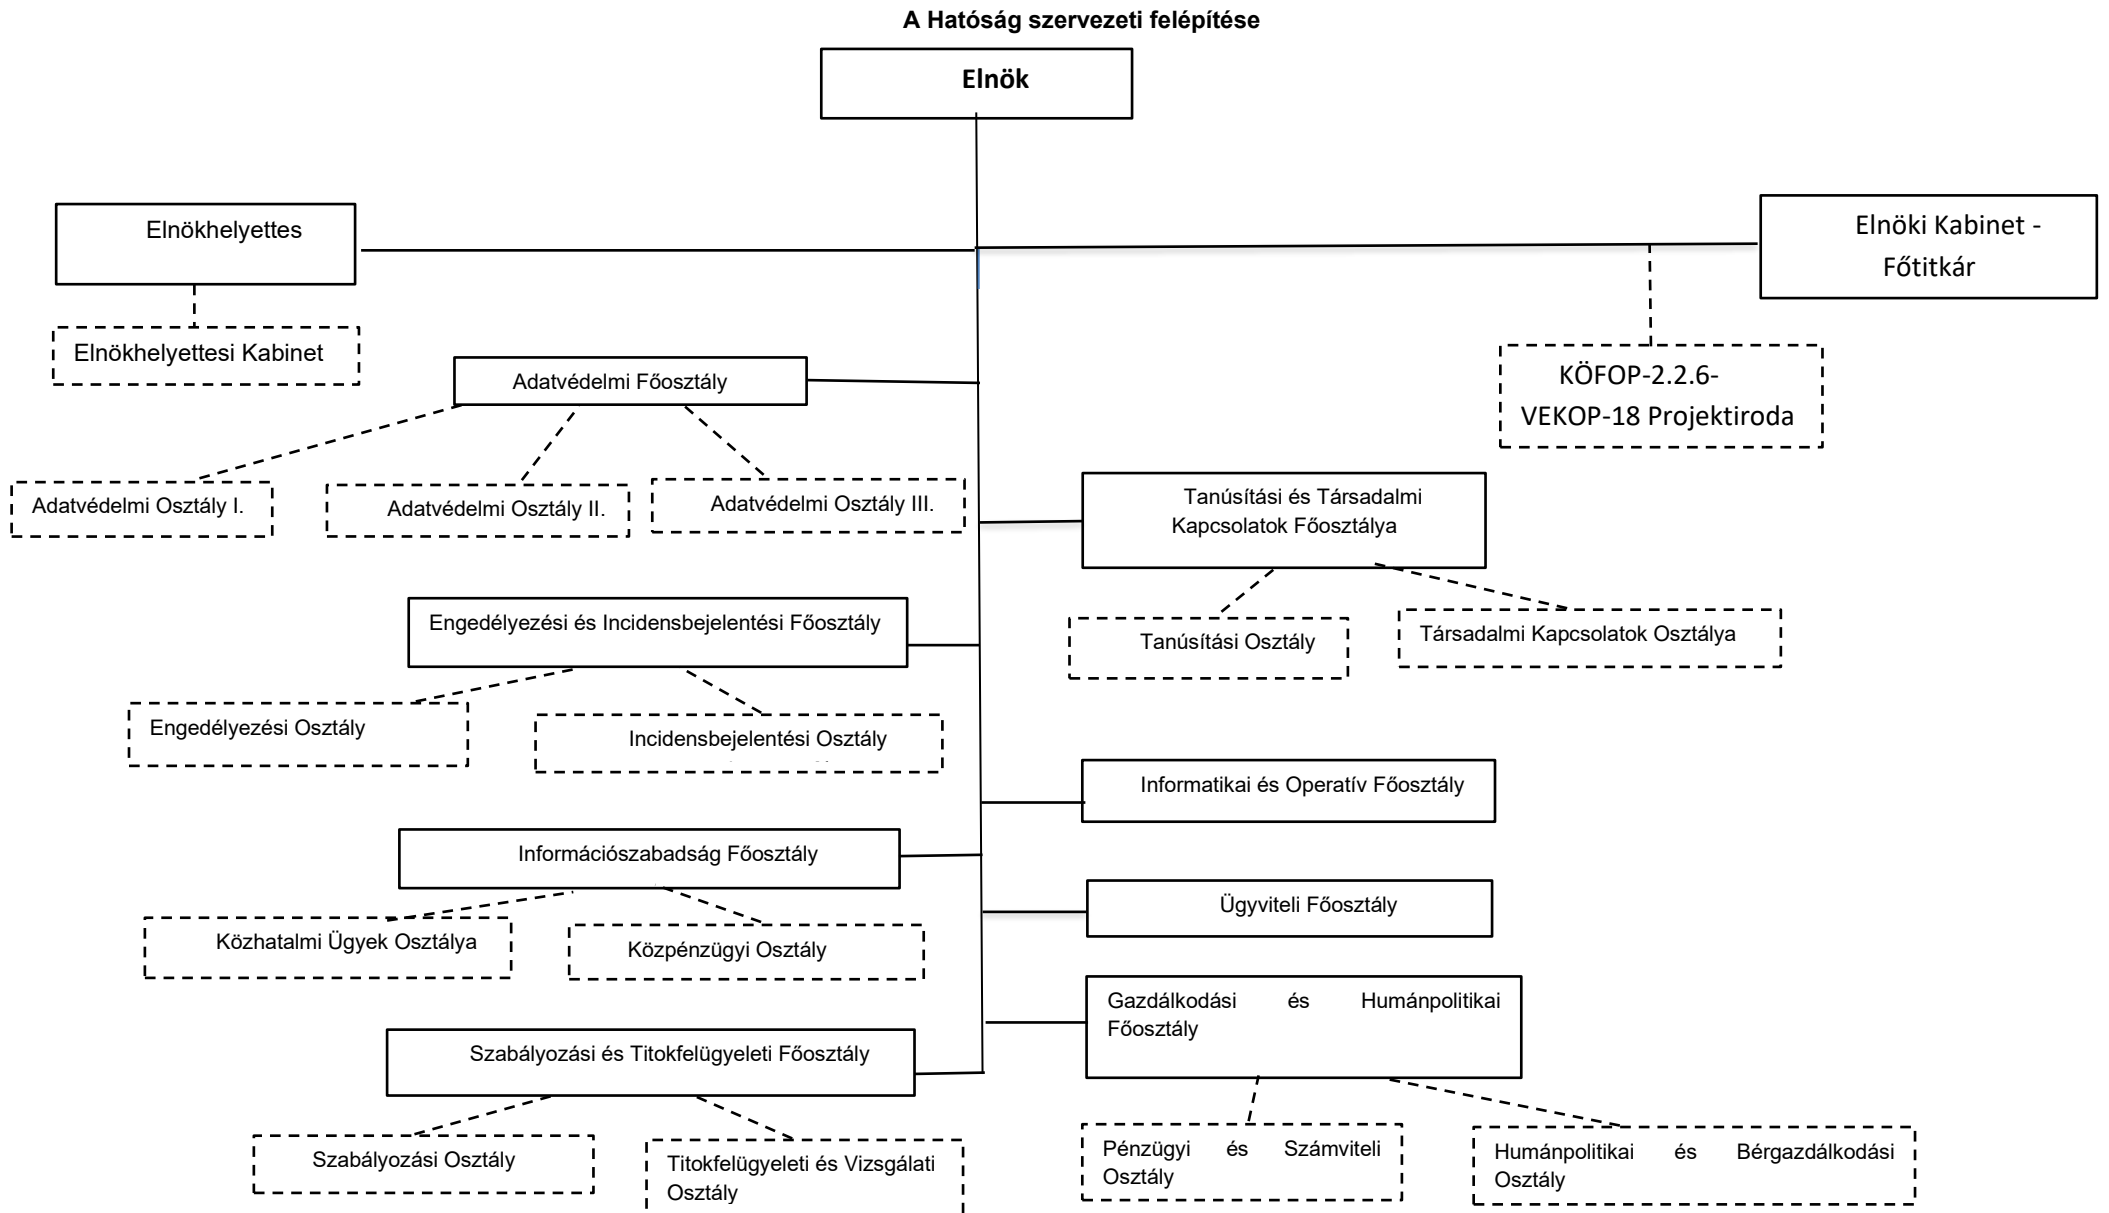 A Hatóság szervezeti felépítése
Elnök
Elnökhelyettes
Elnöki Kabinet -
Főtitkár
Elnökhelyettesi Kabinet
KÖFOP-2.2.6-
VEKOP-18 Projektiroda
Adatvédelmi Főosztály
Adatvédelmi Osztály I.
Adatvédelmi Osztály II.
Adatvédelmi Osztály III.
Tanúsítási és Társadalmi
Kapcsolatok Főosztálya
Engedélyezési és Incidensbejelentési Főosztály
Tanúsítási Osztály
Társadalmi Kapcsolatok Osztálya
Engedélyezési Osztály
Incidensbejelentési Osztály
Informatikai és Operatív Főosztály
Információszabadság Főosztály
Ügyviteli Főosztály
Közhatalmi Ügyek Osztálya
Közpénzügyi Osztály
Gazdálkodási és Humánpolitikai
Főosztály
Szabályozási és Titokfelügyeleti Főosztály
Szabályozási Osztály
Titokfelügyeleti és Vizsgálati
Osztály
Pénzügyi és Számviteli
Osztály
Humánpolitikai és Bérgazdálkodási
Osztály